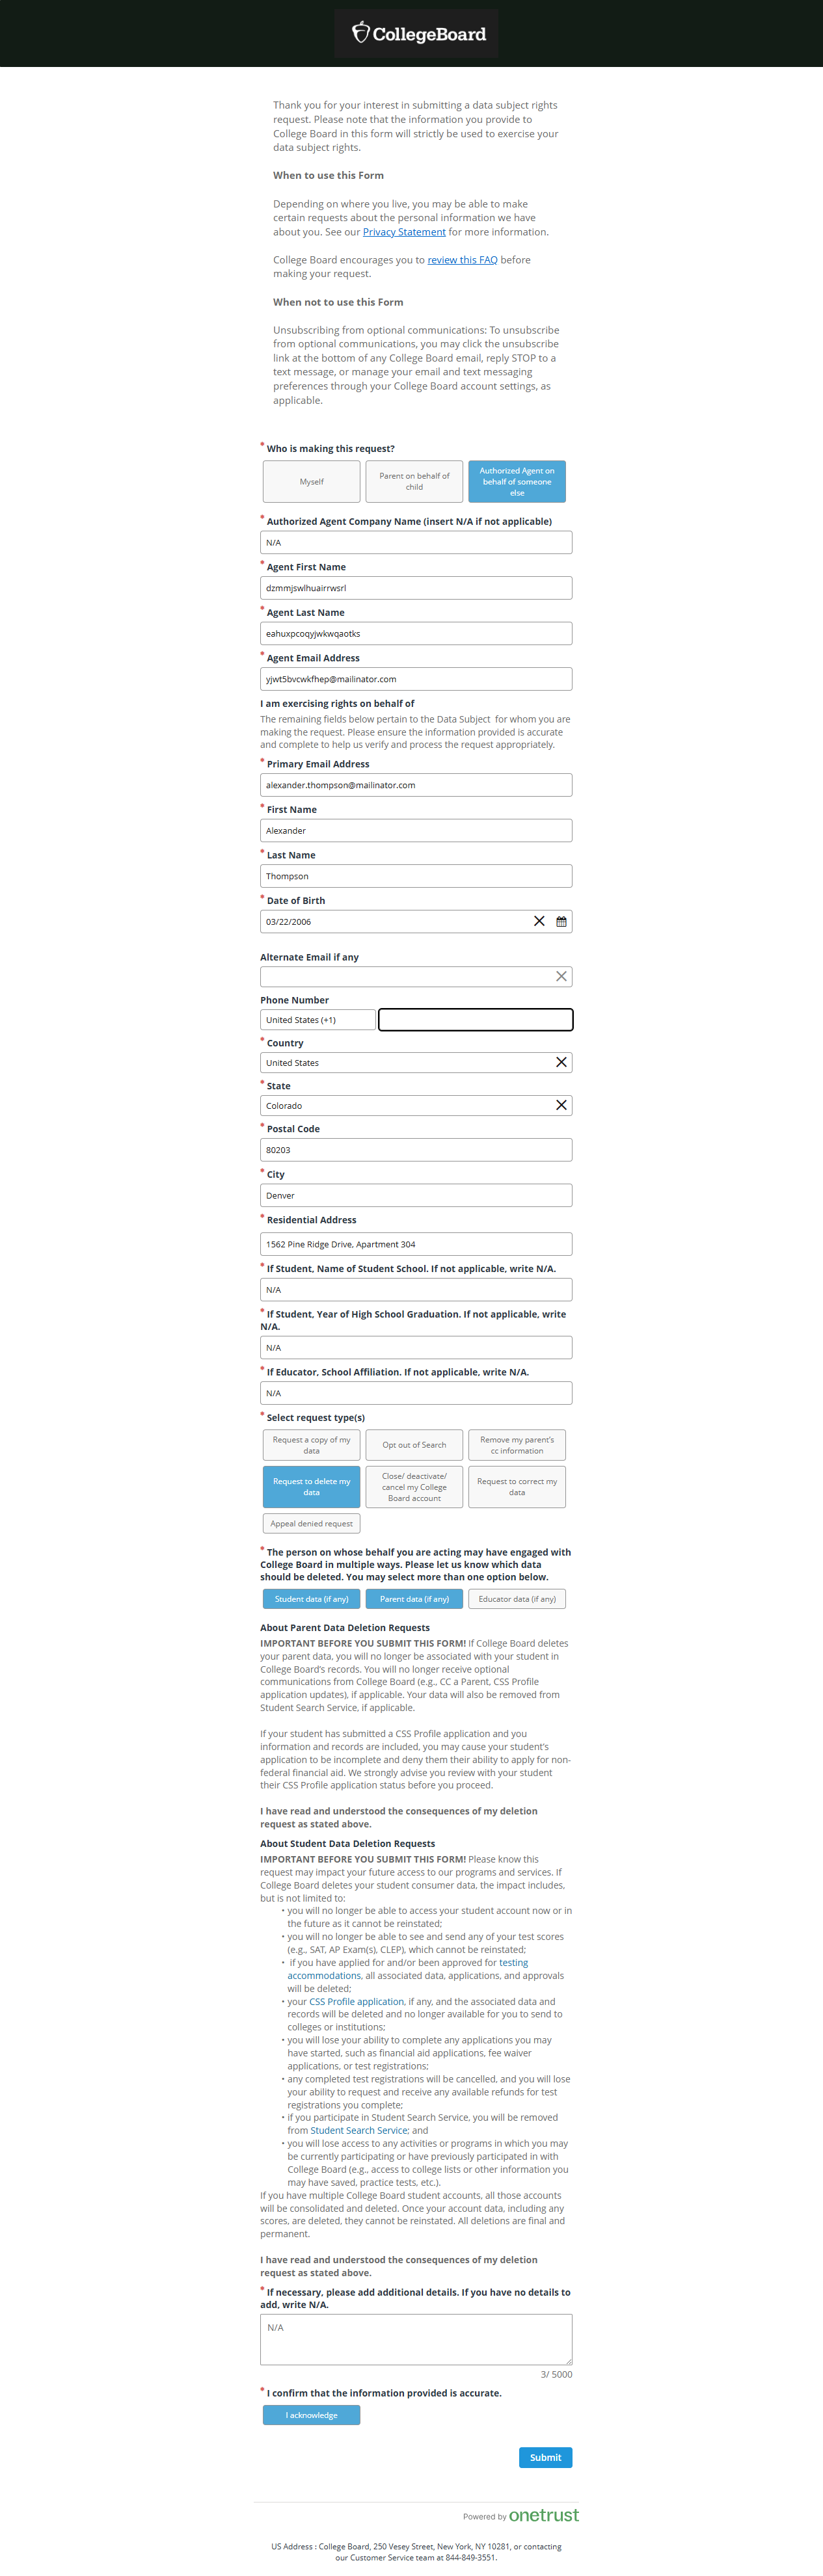 CollegeBoard
Thank you for your interest in submitting a data subject rights
request. Please note that the information you provide to
College Board in this form will strictly be used to exercise your
data subject rights.
When to use this Form
Depending on where you live, you may be able to make
certain requests about the personal information we have
about you. See our Privacy Statement for more information.
College Board encourages you to review this FAQ before
making your request.
When not to use this Form
Unsubscribing from optional communications: To unsubscribe
from optional communications, you may click the unsubscribe
link at the bottom of any College Board email, reply STOP to a
text message, or manage your email and text messaging
preferences through your College Board account settings, as
applicable.
* Who is making this request?
Myself
Parent on behalf of
child
Authorized Agent on
behalf of someone
else
* Authorized Agent Company Name (insert N/A if not applicable)
N/A
* Agent First Name
dzmmjswlhuairrwsrl
* Agent Last Name
eahuxpcoqyjwkwqaotks
* Agent Email Address
yjwt5bvcwkfhep@mailinator.com
I am exercising rights on behalf of
The remaining fields below pertain to the Data Subject for whom you are
making the request. Please ensure the information provided is accurate
and complete to help us verify and process the request appropriately.
* Primary Email Address
alexander.thompson@mailinator.com
* First Name
Alexander
* Last Name
Thompson
* Date of Birth
03/22/2006
Alternate Email if any
Phone Number
United States (+1)
* Country
United States
* State
Colorado
* Postal Code
80203
* City
Denver
* Residential Address
1562 Pine Ridge Drive, Apartment 304
* If Student, Name of Student School. If not applicable, write N/A.
N/A
* If Student, Year of High School Graduation. If not applicable, write
N/A.
N/A
* If Educator, School Affiliation. If not applicable, write N/A.
N/A
* Select request type(s)
Request a copy of my
data
Opt out of Search
Remove my parent's
cc information
Request to delete my
data
Close/ deactivate/
cancel my College
Board account
Request to correct my
data
Appeal denied request
* The person on whose behalf you are acting may have engaged with
College Board in multiple ways. Please let us know which data
should be deleted. You may select more than one option below.
Student data (if any)
Parent data (if any)
Educator data (if any)
About Parent Data Deletion Requests
IMPORTANT BEFORE YOU SUBMIT THIS FORM! If College Board deletes
your parent data, you will no longer be associated with your student in
College Board's records. You will no longer receive optional
communications from College Board (e.g., CC a Parent, CSS Profile
application updates), if applicable. Your data will also be removed from
Student Search Service, if applicable.
If your student has submitted a CSS Profile application and you
information and records are included, you may cause your student's
application to be incomplete and deny them their ability to apply for non-
federal financial aid. We strongly advise you review with your student
their CSS Profile application status before you proceed.
I have read and understood the consequences of my deletion
request as stated above.
About Student Data Deletion Requests
IMPORTANT BEFORE YOU SUBMIT THIS FORM! Please know this
request may impact your future access to our programs and services. If
College Board deletes your student consumer data, the impact includes,
but is not limited to:
• you will no longer be able to access your student account now or in
the future as it cannot be reinstated;
• you will no longer be able to see and send any of your test scores
(e.g., SAT, AP Exam(s), CLEP), which cannot be reinstated;
• if you have applied for and/or been approved for testing
accommodations, all associated data, applications, and approvals
will be deleted;
• your CSS Profile application, if any, and the associated data and
records will be deleted and no longer available for you to send to
colleges or institutions;
• you will lose your ability to complete any applications you may
have started, such as financial aid applications, fee waiver
applications, or test registrations;
• any completed test registrations will be cancelled, and you will lose
your ability to request and receive any available refunds for test
registrations you complete;
• if you participate in Student Search Service, you will be removed
from Student Search Service; and
• you will lose access to any activities or programs in which you may
be currently participating or have previously participated in with
College Board (e.g., access to college lists or other information you
may have saved, practice tests, etc.).
If you have multiple College Board student accounts, all those accounts
will be consolidated and deleted. Once your account data, including any
scores, are deleted, they cannot be reinstated. All deletions are final and
permanent.
I have read and understood the consequences of my deletion
request as stated above.
* If necessary, please add additional details. If you have no details to
add, write N/A.
N/A
3/ 5000
* I confirm that the information provided is accurate.
I acknowledge
Submit
Powered by onetrust
US Address : College Board, 250 Vesey Street, New York, NY 10281, or contacting
our Customer Service team at 844-849-3551.